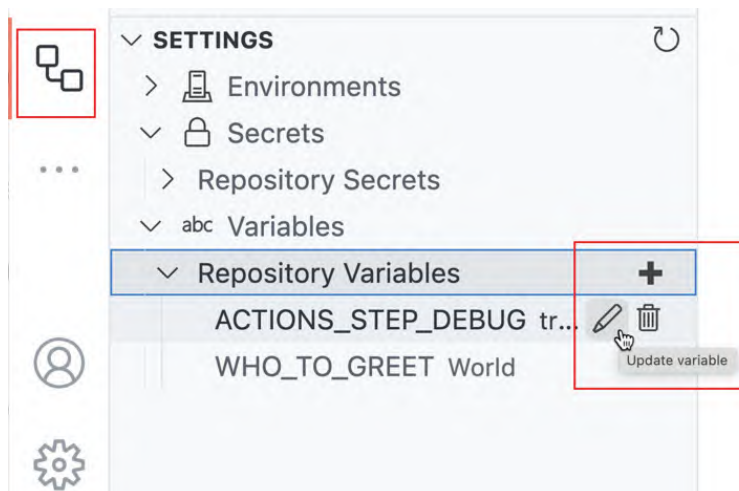 SETTINGS
Environments
Secrets
Repository Secrets
abc Variables
Repository Variables
ACTIONS_STEP_DEBUG tr...
Update variable
WHO_TO_GREET World